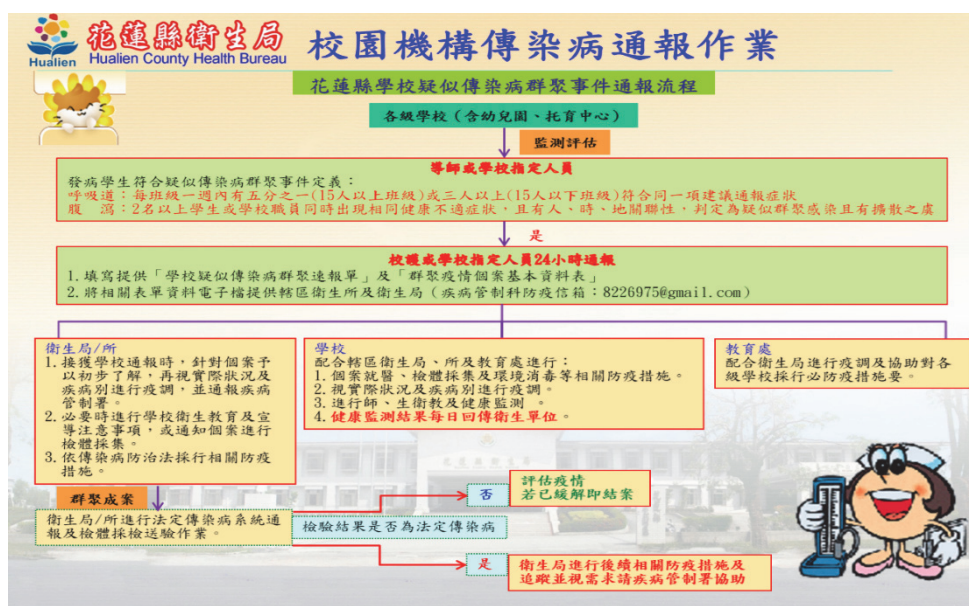 花蓮縣衛生局
Hualien County Health Bureau
Hualien
校園機構傳染病通報作業
花蓮縣學校疑似傳染病群聚事件通報流程
各級學校(含幼兒園、托育中心)
監測評估
導師或學校指定人員
發病學生符合疑似傳染病群聚事件定義:
呼吸道:每班級一週內有五分之一(15人以上班級)或三人以上(15人以下班級)符合同一項建議通報症狀
腹 瀉:2名以上學生或學校職員同時出現相同健康不適症狀,且有人、時、地關聯性,判定為疑似群聚感染且有擴散之虞
是
校護或學校指定人員24小時通報
1. 填寫提供「學校疑似傳染病群聚速報單」及「群聚疫情個案基本資料表」
2. 將相關表單資料電子檔提供轄區衛生所及衛生局(疾病管制科防疫信箱:8226975@gmail.com)
衛生局/所
1. 接獲學校通報時,針對個案予
以初步了解,再視實際狀況及
疾病別進行疫調,並通報疾病
管制署。
2. 必要時進行學校衛生教育及宣
導注意事項,或通知個案進行
檢體採集。
3. 依傳染病防治法採行相關防疫
措施。
學校
配合轄區衛生局、所及教育處進行:
1. 個案就醫、檢體採集及環境消毒等相關防疫措施。
2. 視實際狀況及疾病別進行疫調。
3. 進行師、生衛教及健康監測 。
4. 健康監測結果每日回傳衛生單位。
教育處
配合衛生局進行疫調及協助對各
級學校採行必防疫措施要。
群聚成案
衛生局/所進行法定傳染病系統通
報及檢體採檢送驗作業。
檢驗結果是否為法定傳染病
否
評估疫情
若已緩解即結案
是
衛生局進行後續相關防疫措施及
追蹤並視需求請疾病管制署協助
花蓮縣衛生局